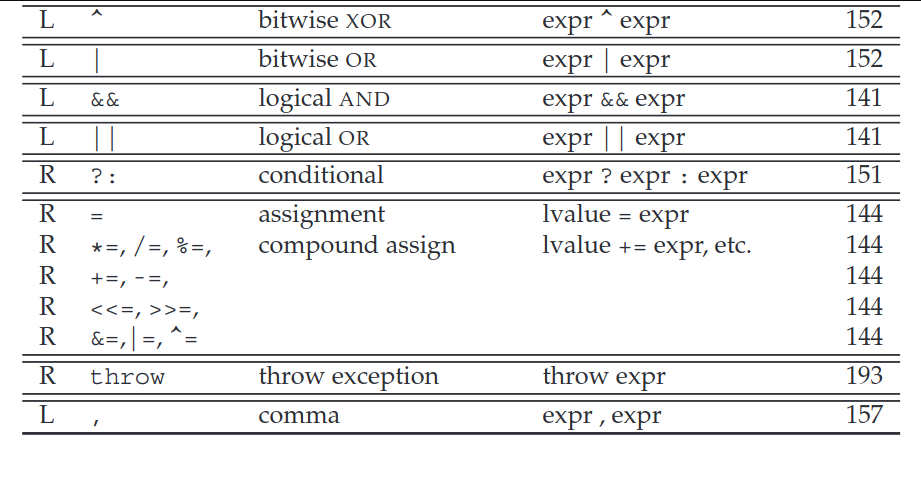 L ^ bitwise XOR expr ^ expr 152
L | bitwise OR expr | expr 152
L && logical AND expr && expr 141
L || logical OR expr || expr 141
R ?: conditional expr ? expr : expr 151
R = assignment lvalue = expr 144
R *=, /=, %=, compound assign lvalue += expr, etc. 144
R +=, -=, 144
R <<=, >>=, 144
R &=,|=, ^= 144
R throw throw exception throw expr 193
L , comma expr , expr 157